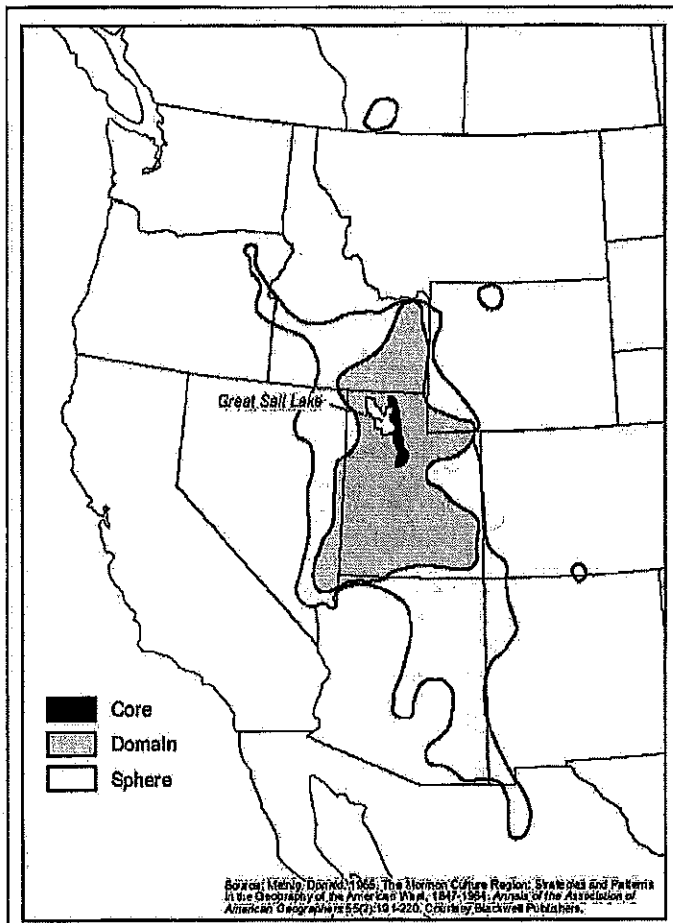 Great Salt Lake
Core
Domain
Sphere
Source: Meinig, Donald, 1965, The Mormon Culture Region: Strategies and Patterns
in the Geography of the American West, 1847-1964: Annals of the Association of
American Geographers 55(2):191-220, Courtesy Blackwell Publishers.